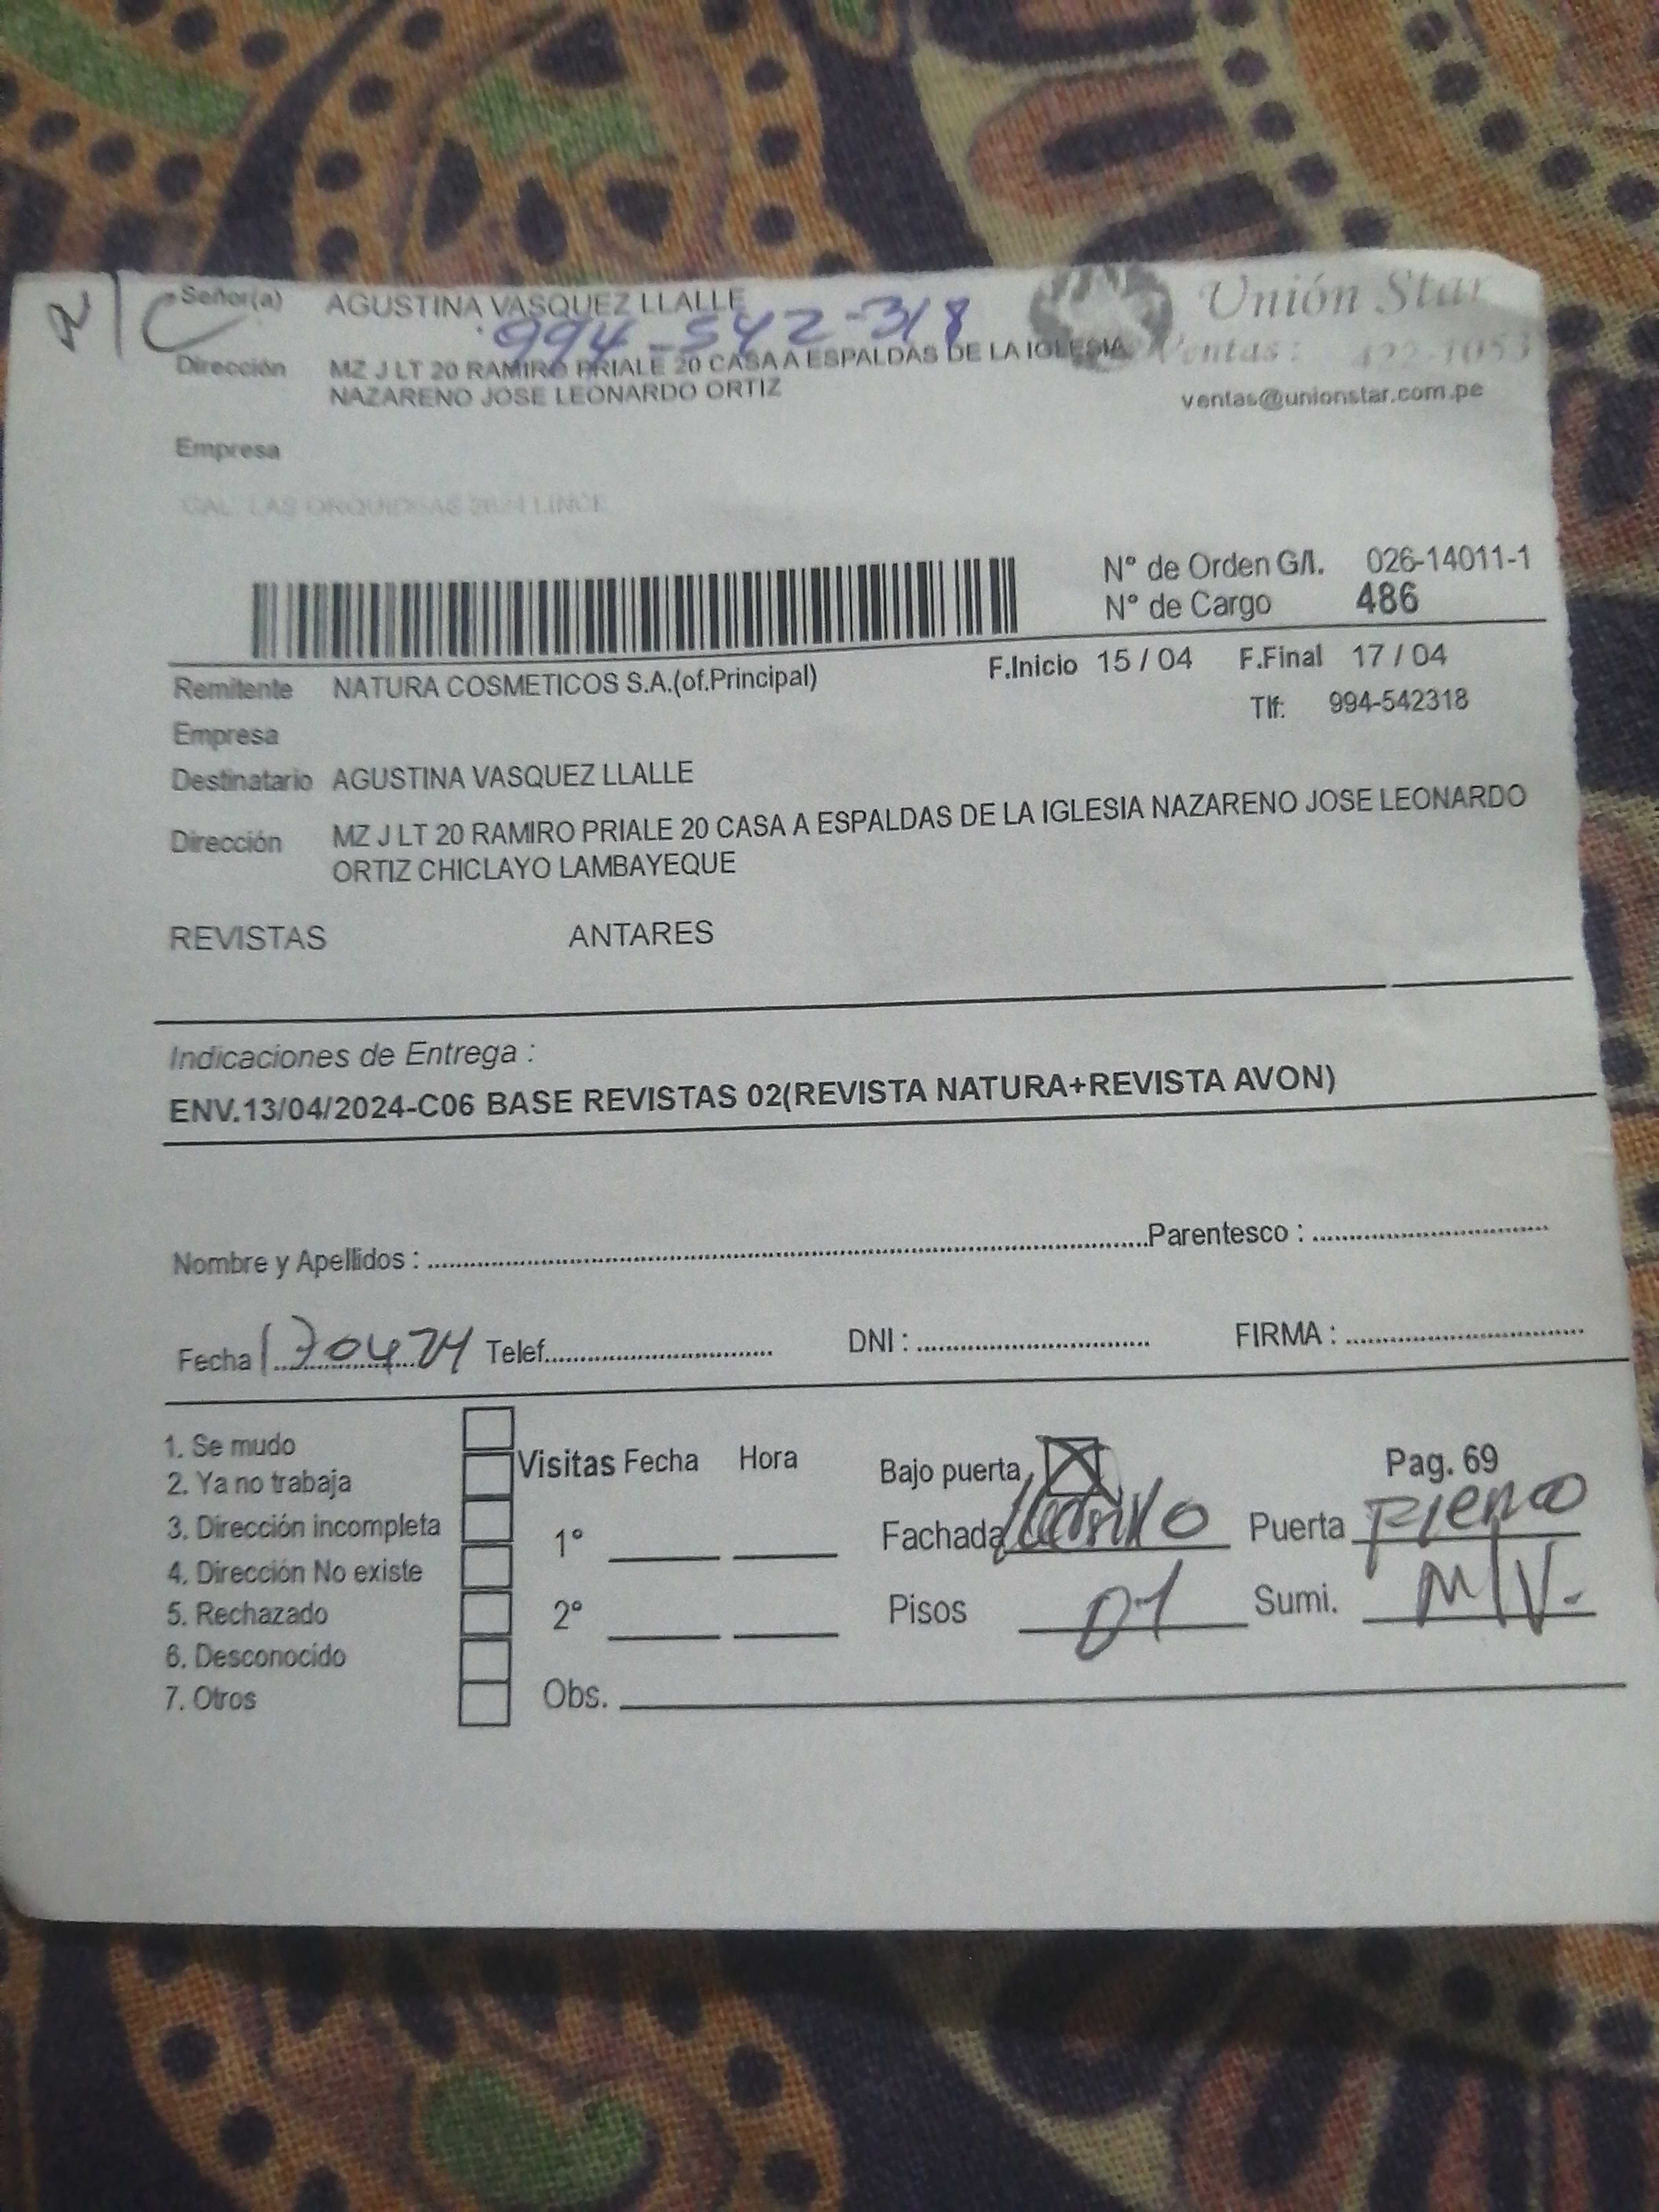 Señor(a) AGUSTINA VASQUEZ LLALLE
994-542-318
Unión Star
Dirección MZ J LT 20 RAMIRO PRIALE 20 CASA A ESPALDAS DE LA IGLESIA
NAZARENO JOSE LEONARDO ORTIZ
Ventas: 422-1053
ventas@unionstar.com.pe
Empresa
N° de Orden G/I. 026-14011-1
N° de Cargo 486
F.Inicio 15 / 04 F.Final 17 / 04
Remitente NATURA COSMETICOS S.A.(of.Principal)
Tlf: 994-542318
Empresa
Destinatario AGUSTINA VASQUEZ LLALLE
Dirección MZ J LT 20 RAMIRO PRIALE 20 CASA A ESPALDAS DE LA IGLESIA NAZARENO JOSE LEONARDO
ORTIZ CHICLAYO LAMBAYEQUE
REVISTAS ANTARES
Indicaciones de Entrega :
ENV.13/04/2024-C06 BASE REVISTAS 02(REVISTA NATURA+REVISTA AVON)
Nombre y Apellidos : Parentesco :
Fecha 170424 Telef. DNI : FIRMA :
1. Se mudo
2. Ya no trabaja
3. Dirección incompleta
4. Dirección No existe
5. Rechazado
6. Desconocido
7. Otros
Visitas Fecha Hora
1°
2°
Obs.
Bajo puerta Pag. 69
Fachada Puerta
Pisos 01 Sumi. M/V.